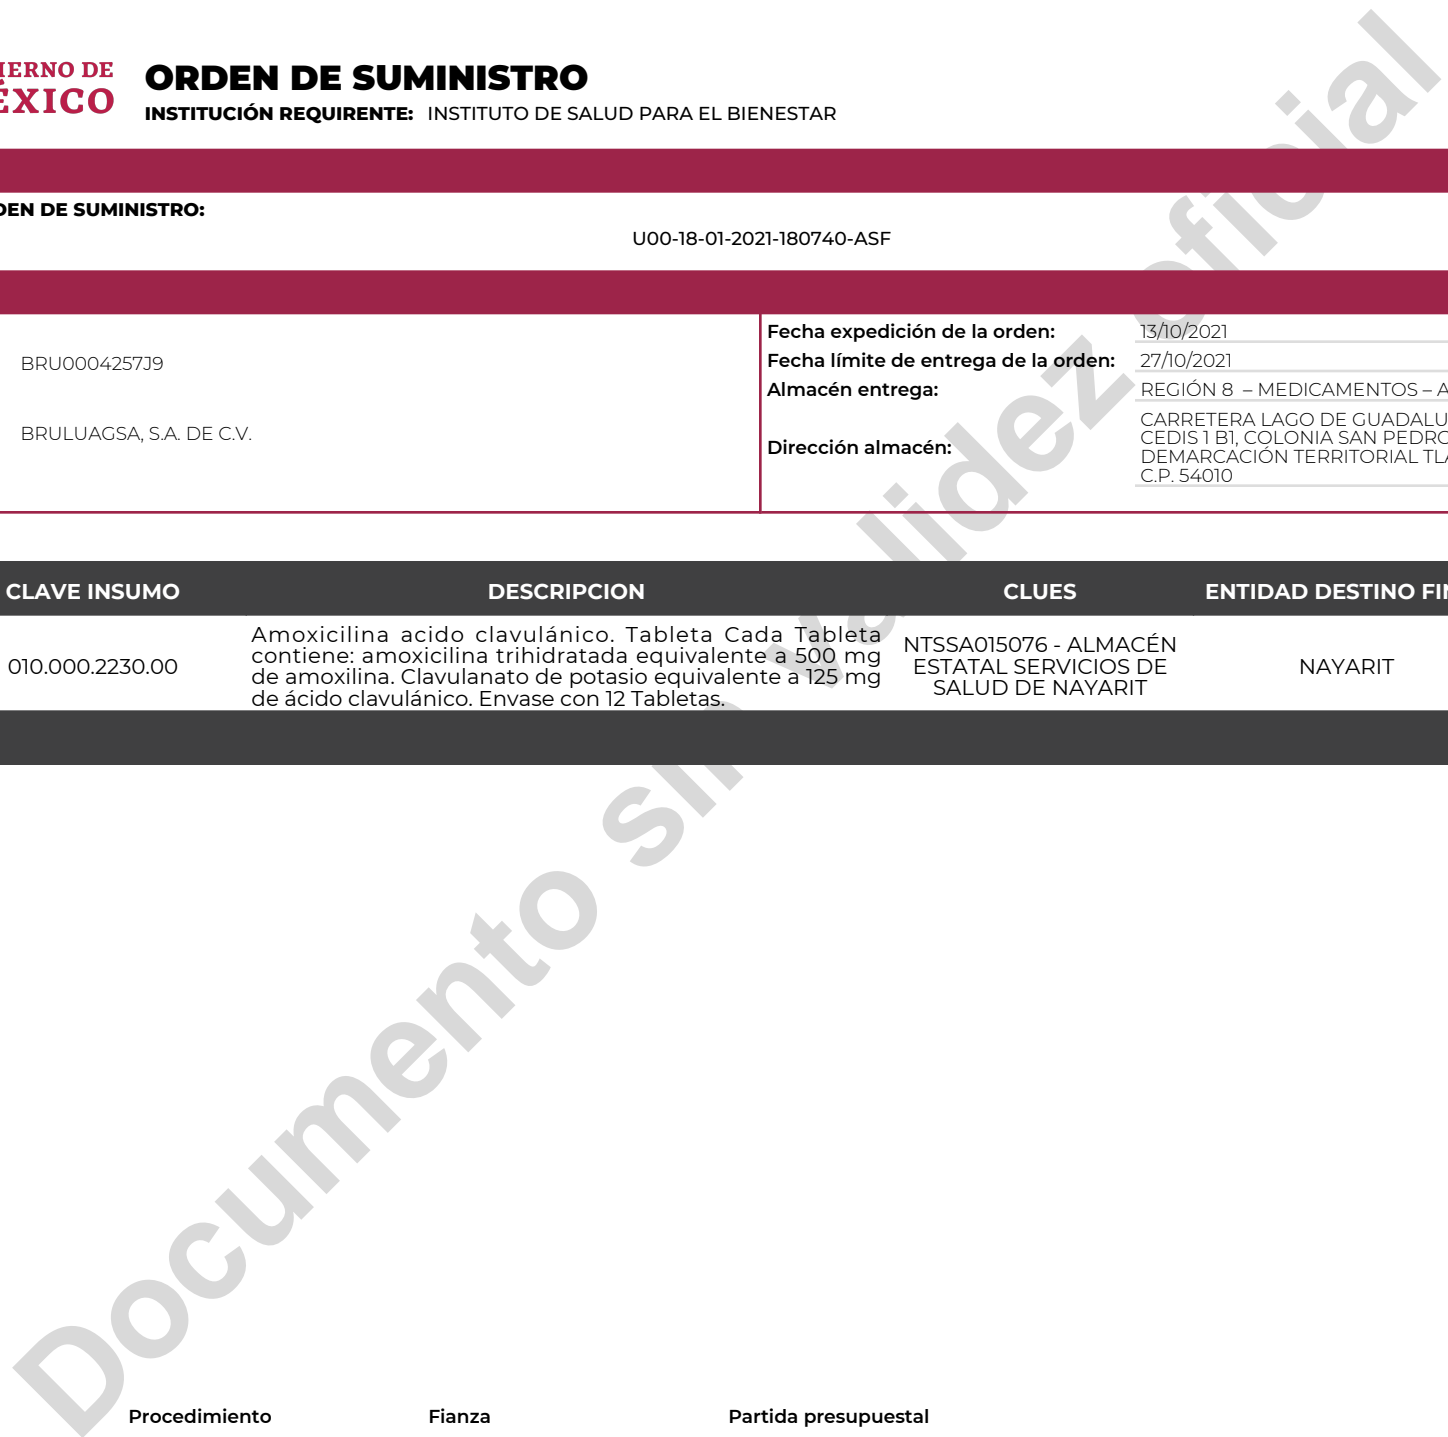 IERNO DE
ÉXICO
ORDEN DE SUMINISTRO
INSTITUCIÓN REQUIRENTE: INSTITUTO DE SALUD PARA EL BIENESTAR
DEN DE SUMINISTRO:
U00-18-01-2021-180740-ASF
BRU0004257J9
BRULUAGSA, S.A. DE C.V.
Fecha expedición de la orden: 13/10/2021
Fecha límite de entrega de la orden: 27/10/2021
Almacén entrega: REGIÓN 8 – MEDICAMENTOS – A
Dirección almacén:
CARRETERA LAGO DE GUADALU
CEDIS 1 B1, COLONIA SAN PEDRO
DEMARCACIÓN TERRITORIAL TLA
C.P. 54010
CLAVE INSUMO DESCRIPCION CLUES ENTIDAD DESTINO FIN
010.000.2230.00
Amoxicilina acido clavulánico. Tableta Cada Tableta
contiene: amoxicilina trihidratada equivalente a 500 mg
de amoxilina. Clavulanato de potasio equivalente a 125 mg
de ácido clavulánico. Envase con 12 Tabletas.
NTSSA015076 - ALMACÉN
ESTATAL SERVICIOS DE
SALUD DE NAYARIT
NAYARIT
Documento sin validez oficial
Procedimiento Fianza Partida presupuestal